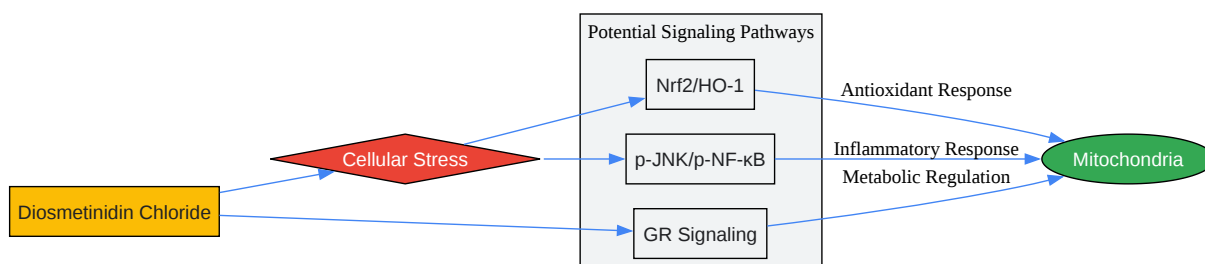 Potential Signaling Pathways
Nrf2/HO-1
Antioxidant Response
Cellular Stress
p-JNK/p-NF-κB
Inflammatory Response
Mitochondria
Metabolic Regulation
Diosmetinidin Chloride
GR Signaling